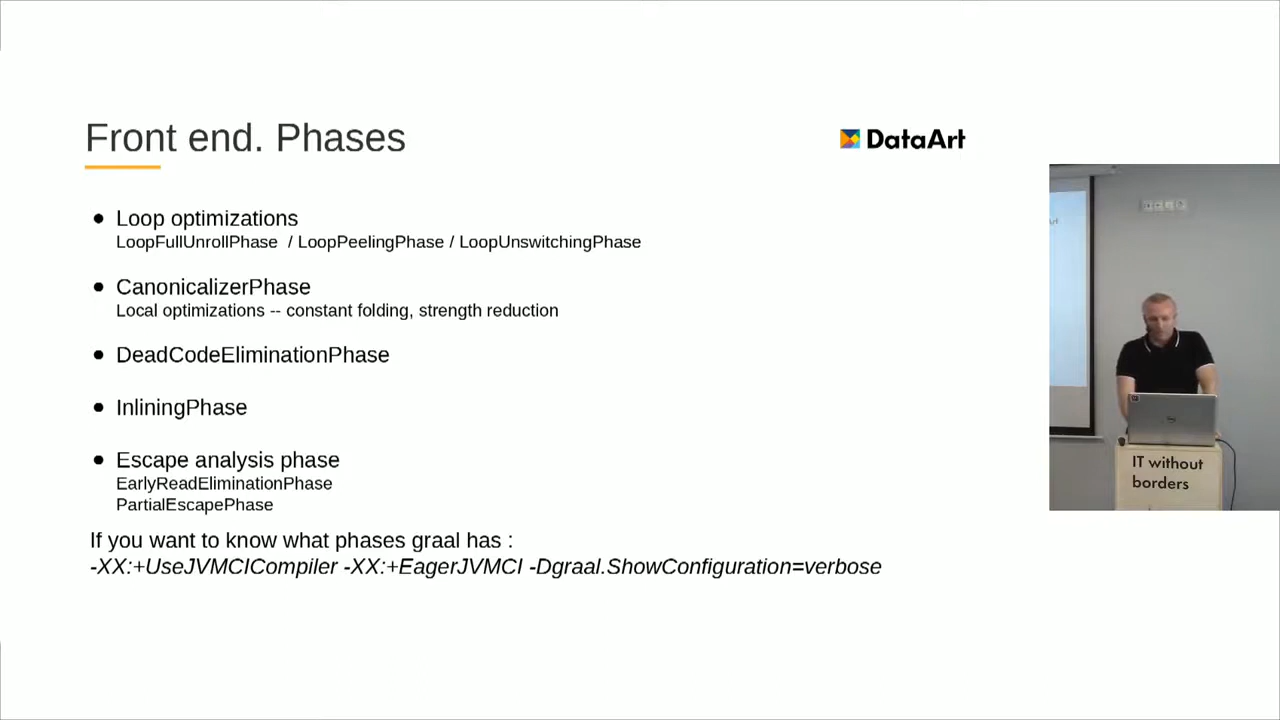 Front end. Phases
DataArt
Loop optimizations
LoopFullUnrollPhase / LoopPeelingPhase / LoopUnswitchingPhase
CanonicalizerPhase
Local optimizations -- constant folding, strength reduction
DeadCodeEliminationPhase
InliningPhase
Escape analysis phase
EarlyReadEliminationPhase
PartialEscapePhase
If you want to know what phases graal has :
-XX:+UseJVMCICompiler -XX:+EagerJVMCI -Dgraal.ShowConfiguration=verbose
IT without
borders